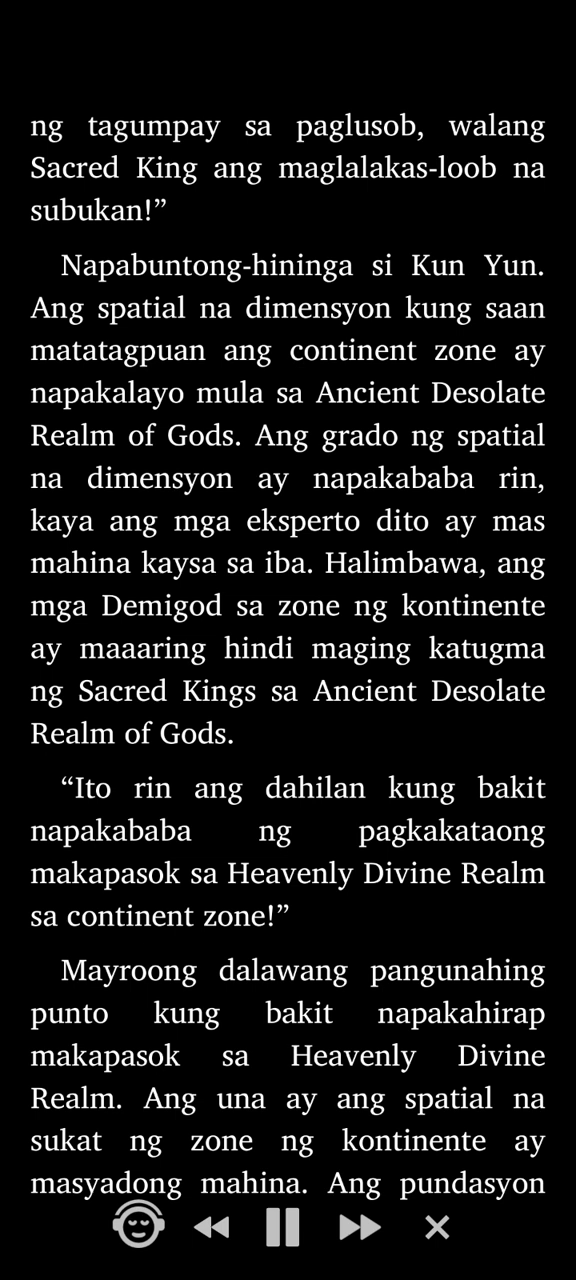 ng tagumpay sa paglusob, walang
Sacred King ang maglalakas-loob na
subukan!”
Napabuntong-hininga si Kun Yun.
Ang spatial na dimensyon kung saan
matatagpuan ang continent zone ay
napakalayo mula sa Ancient Desolate
Realm of Gods. Ang grado ng spatial
na dimensyon ay napakababa rin,
kaya ang mga eksperto dito ay mas
mahina kaysa sa iba. Halimbawa, ang
mga Demigod sa zone ng kontinente
ay maaaring hindi maging katugma
ng Sacred Kings sa Ancient Desolate
Realm of Gods.
“Ito rin ang dahilan kung bakit
napakababa ng pagkakataong
makapasok sa Heavenly Divine Realm
sa continent zone!”
Mayroong dalawang pangunahing
punto kung bakit napakahirap
makapasok sa Heavenly Divine
Realm. Ang una ay ang spatial na
sukat ng zone ng kontinente ay
masyadong mahina. Ang pundasyon